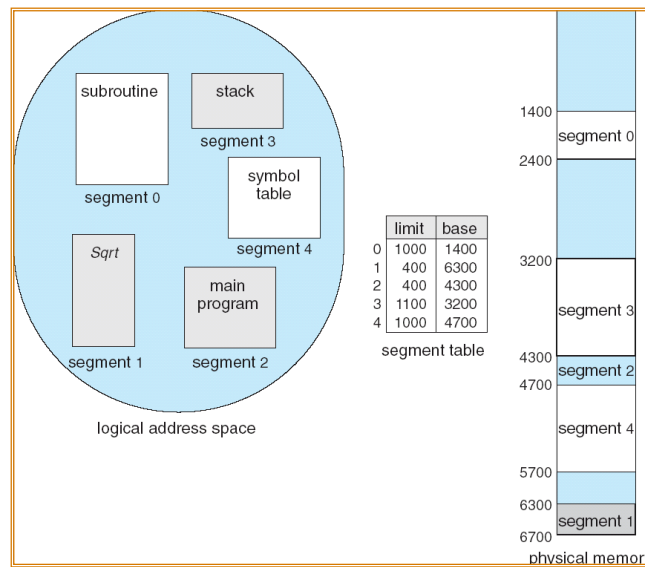 subroutine
segment 0
stack
segment 3
symbol
table
segment 4
Sqrt
segment 1
main
program
segment 2
logical address space
limit base
0 1000 1400
1 400 6300
2 400 4300
3 1100 3200
4 1000 4700
segment table
1400
segment 0
2400
3200
segment 3
4300
segment 2
4700
segment 4
5700
6300
segment 1
6700
physical memor